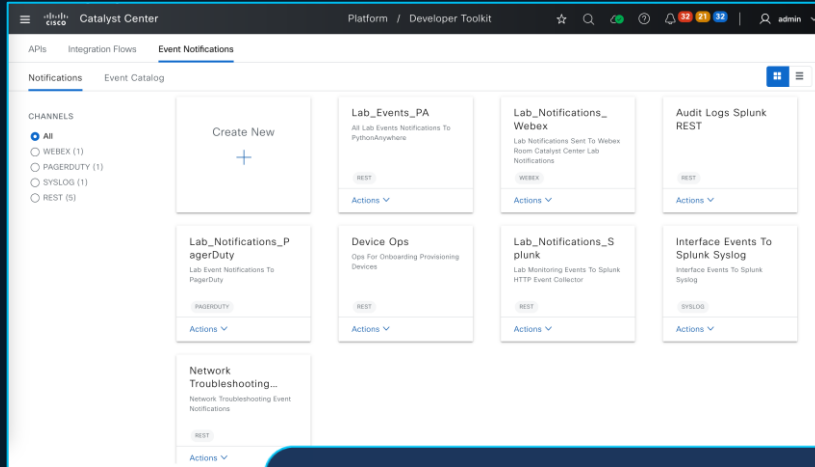 cisco Catalyst Center
Platform / Developer Toolkit
32 21 32
admin
APIs Integration Flows Event Notifications
Notifications Event Catalog
CHANNELS
All
WEBEX (1)
PAGERDUTY (1)
SYSLOG (1)
REST (5)
Create New
Lab_Events_PA
All Lab Events Notifications To
PythonAnywhere
REST
Actions
Lab_Notifications_
Webex
Lab Notifications Sent To Webex
Room Catalyst Center Lab
Notifications
WEBEX
Actions
Audit Logs Splunk
REST
REST
Actions
Lab_Notifications_P
agerDuty
Lab Event Notifications To
PagerDuty
PAGERDUTY
Actions
Device Ops
Ops For Onboarding Provisioning
Devices
REST
Actions
Lab_Notifications_S
plunk
Lab Monitoring Events To Splunk
HTTP Event Collector
REST
Actions
Interface Events To
Splunk Syslog
Interface Events To Splunk
Syslog
SYSLOG
Actions
Network
Troubleshooting...
Network Troubleshooting Event
Notifications
REST
Actions